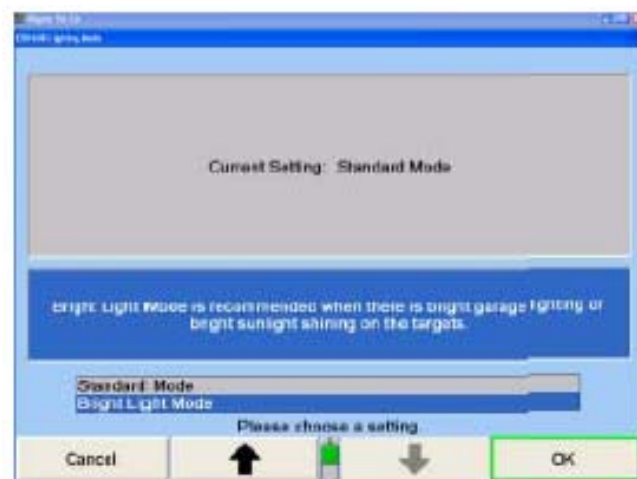 Current Setting: Standard Mode
Bright Light Mode is recommended when there is bright garage lighting or
bright sunlight shining on the targets.
Standard Mode
Bright Light Mode
Please choose a setting
Cancel
OK